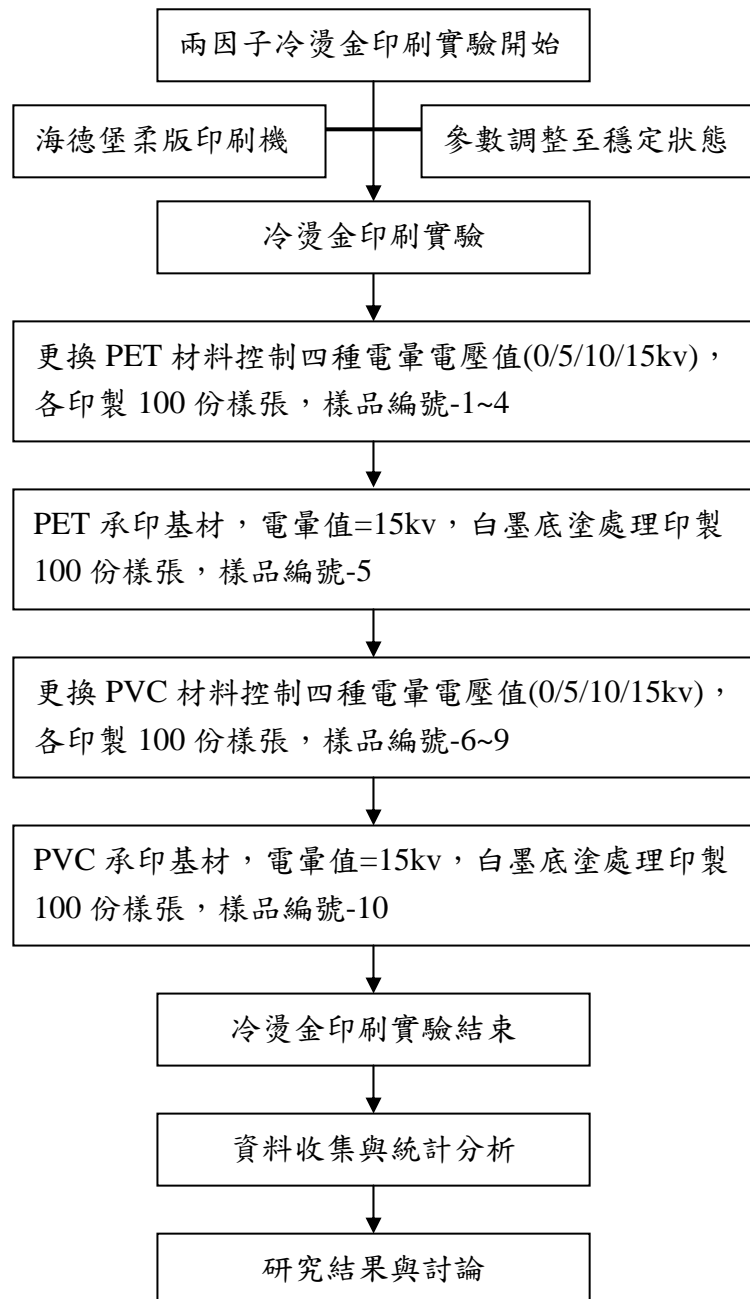 兩因子冷燙金印刷實驗開始
海德堡柔版印刷機
參數調整至穩定狀態
冷燙金印刷實驗
更換 PET 材料控制四種電暈電壓值(0/5/10/15kv)，
各印製 100 份樣張，樣品編號-1~4
PET 承印基材，電暈值=15kv，白墨底塗處理印製
100 份樣張，樣品編號-5
更換 PVC 材料控制四種電暈電壓值(0/5/10/15kv)，
各印製 100 份樣張，樣品編號-6~9
PVC 承印基材，電暈值=15kv，白墨底塗處理印製
100 份樣張，樣品編號-10
冷燙金印刷實驗結束
資料收集與統計分析
研究結果與討論